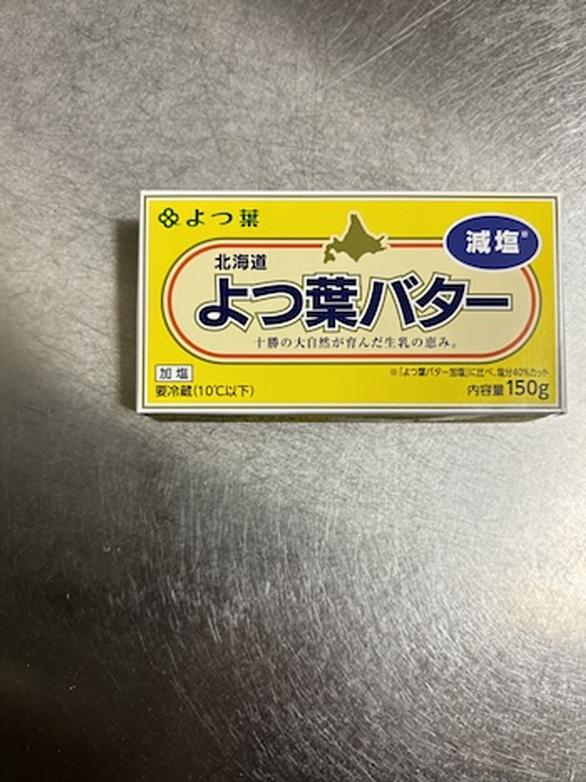 よつ葉
減塩※
北海道
よつ葉バター
十勝の大自然が育んだ生乳の恵み。
加塩
※「よつ葉バター加塩」に比べ、塩分40%カット
要冷蔵(10℃以下)
内容量150g